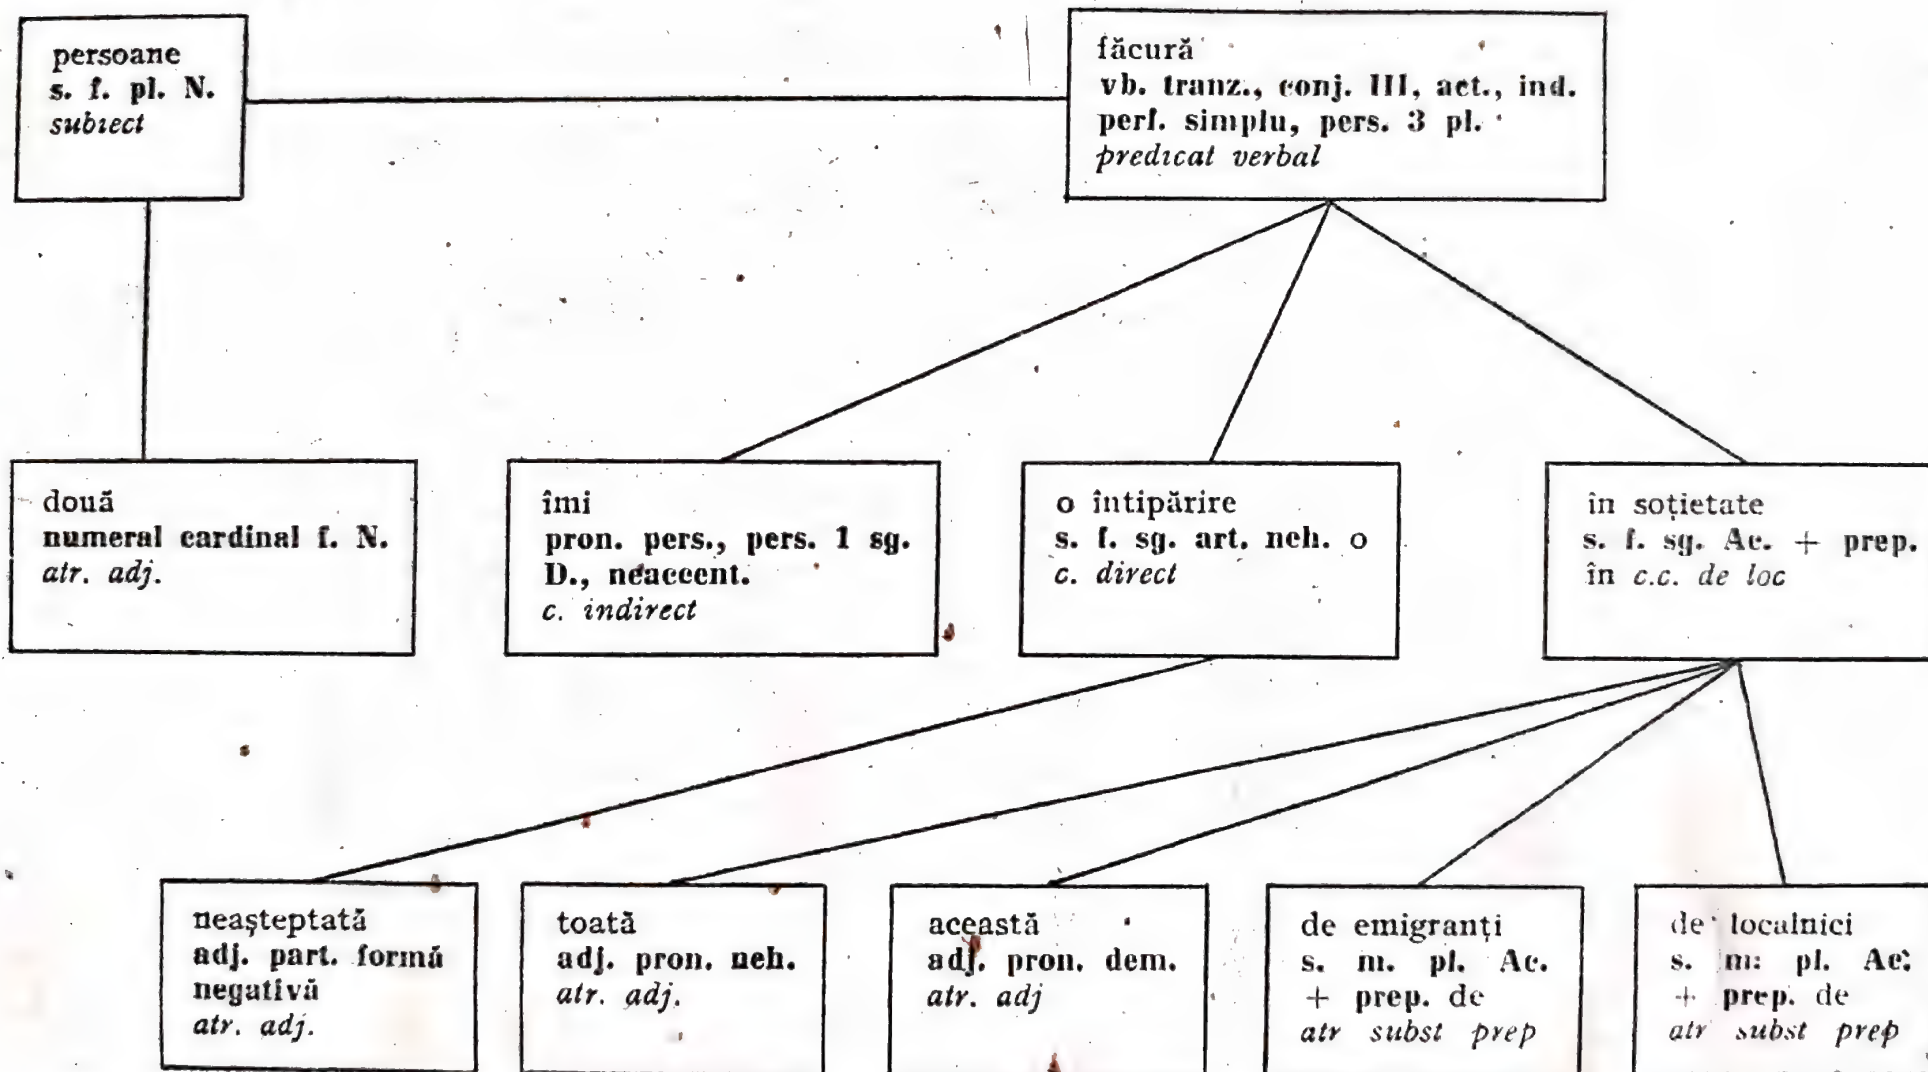 persoane
s. f. pl. N.
subiect
făcură
vb. tranz., conj. III, act., ind.
perf. simplu, pers. 3 pl.
predicat verbal
două
numeral cardinal f. N.
atr. adj.
îmi
pron. pers., pers. 1 sg.
D., neaccent.
c. indirect
o întipărire
s. f. sg. art. neh. o
c. direct
în soțietate
s. f. sg. Ac. + prep.
în c.c. de loc
neașteptată
adj. part. formă
negativă
atr. adj.
toată
adj. pron. neh.
atr. adj.
această
adj. pron. dem.
atr. adj
de emigranți
s. m. pl. Ac.
+ prep. de
atr subst prep
de localnici
s. m. pl. Ac.
+ prep. de
atr subst prep